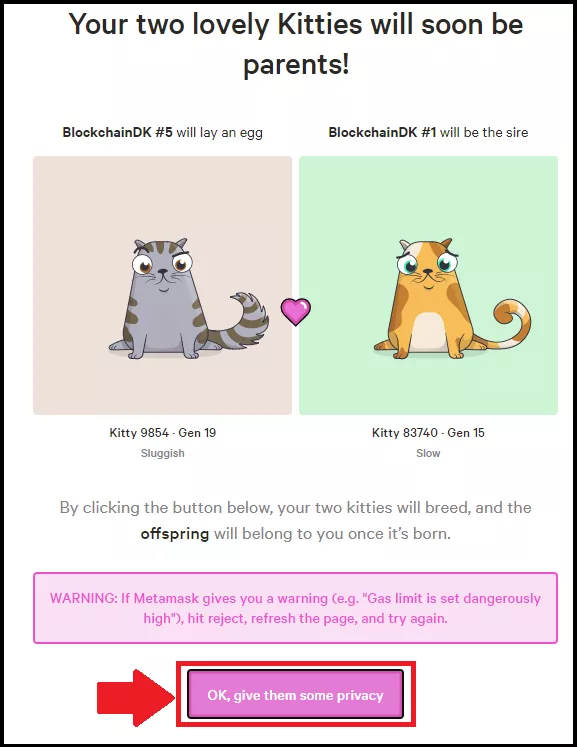 Your two lovely Kitties will soon be
parents!
BlockchainDK #5 will lay an egg
BlockchainDK #1 will be the sire
Kitty 9854 · Gen 19
Sluggish
Kitty 83740 · Gen 15
Slow
By clicking the button below, your two kitties will breed, and the
offspring will belong to you once it's born.
WARNING: If Metamask gives you a warning (e.g. "Gas limit is set dangerously
high"), hit reject, refresh the page, and try again.
OK, give them some privacy